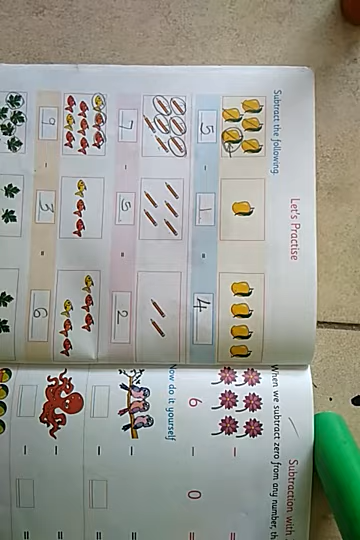 Let's Practise
Subtract the following.
5 - 1 = 4
7 - 5 = 2
9 - 3 = 6
Subtraction with
When we subtract zero from any number, th
-
6 - 0 =
Now do it yourself
- =
- =
- =
- =